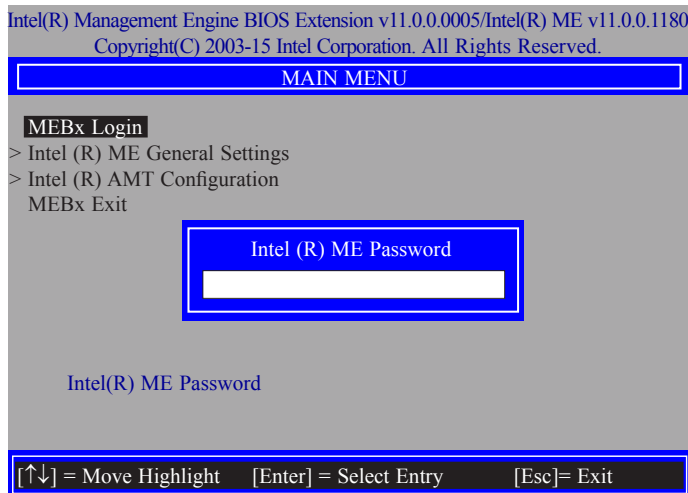 Intel(R) Management Engine BIOS Extension v11.0.0.0005/Intel(R) ME v11.0.0.1180
Copyright(C) 2003-15 Intel Corporation. All Rights Reserved.
MAIN MENU
MEBx Login
> Intel (R) ME General Settings
> Intel (R) AMT Configuration
MEBx Exit
Intel (R) ME Password
Intel(R) ME Password
[↑↓] = Move Highlight [Enter] = Select Entry [Esc]= Exit